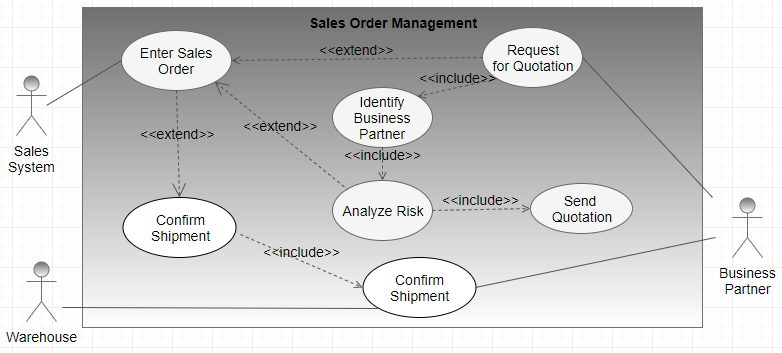 Sales Order Management
Enter Sales
Order
<<extend>>
Request
for Quotation
<<include>>
Identify
Business
Partner
<<extend>>
<<extend>>
<<include>>
Sales
System
Analyze Risk
<<include>>
Send
Quotation
Confirm
Shipment
<<include>>
Confirm
Shipment
Business
Partner
Warehouse